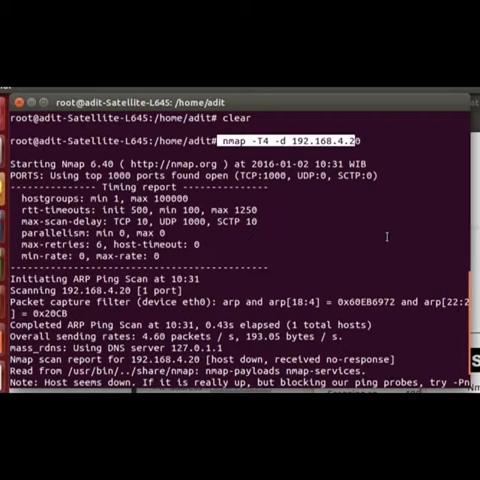 root@adit-Satellite-L645: /home/adit
root@adit-Satellite-L645:/home/adit# clear
root@adit-Satellite-L645:/home/adit# nmap -T4 -d 192.168.4.20
Starting Nmap 6.40 ( http://nmap.org ) at 2016-01-02 10:31 WIB
PORTS: Using top 1000 ports found open (TCP:1000, UDP:0, SCTP:0)
--------------- Timing report ---------------
hostgroups: min 1, max 100000
rtt-timeouts: init 500, min 100, max 1250
max-scan-delay: TCP 10, UDP 1000, SCTP 10
parallelism: min 0, max 0
max-retries: 6, host-timeout: 0
min-rate: 0, max-rate: 0
---------------------------------------------
Initiating ARP Ping Scan at 10:31
Scanning 192.168.4.20 [1 port]
Packet capture filter (device eth0): arp and arp[18:4] = 0x60EB6972 and arp[22:2]
= 0x20CB
Completed ARP Ping Scan at 10:31, 0.43s elapsed (1 total hosts)
Overall sending rates: 4.60 packets / s, 193.05 bytes / s.
mass_rdns: Using DNS server 127.0.1.1
Nmap scan report for 192.168.4.20 [host down, received no-response]
Read from /usr/bin/../share/nmap: nmap-payloads nmap-services.
Note: Host seems down. If it is really up, but blocking our ping probes, try -Pn